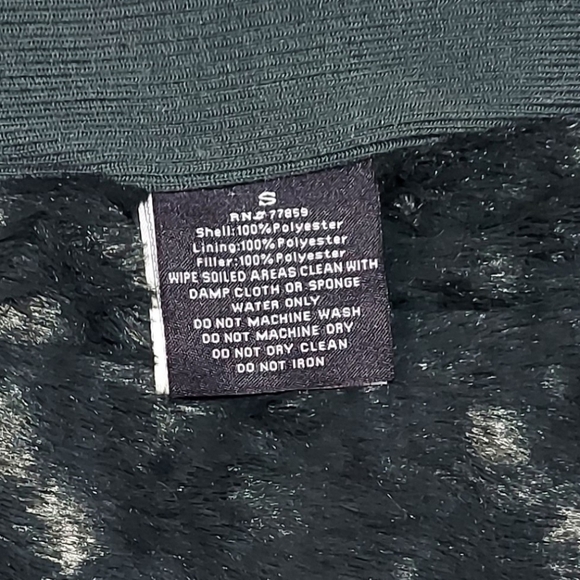 S
RN# 77859
Shell:100%Polyester
Lining:100%Polyester
Filler:100%Polyester
WIPE SOILED AREAS CLEAN WITH
DAMP CLOTH OR SPONGE
WATER ONLY
DO NOT MACHINE WASH
DO NOT MACHINE DRY
DO NOT DRY CLEAN
DO NOT IRON